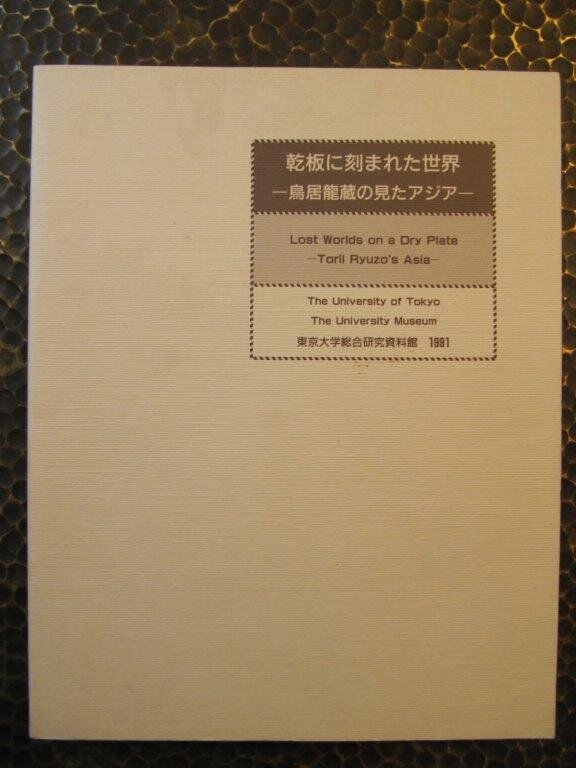 乾板に刻まれた世界
—鳥居龍蔵の見たアジア—
Lost Worlds on a Dry Plate
—Torii Ryuzo's Asia—
The University of Tokyo
The University Museum
東京大学総合研究資料館 1991